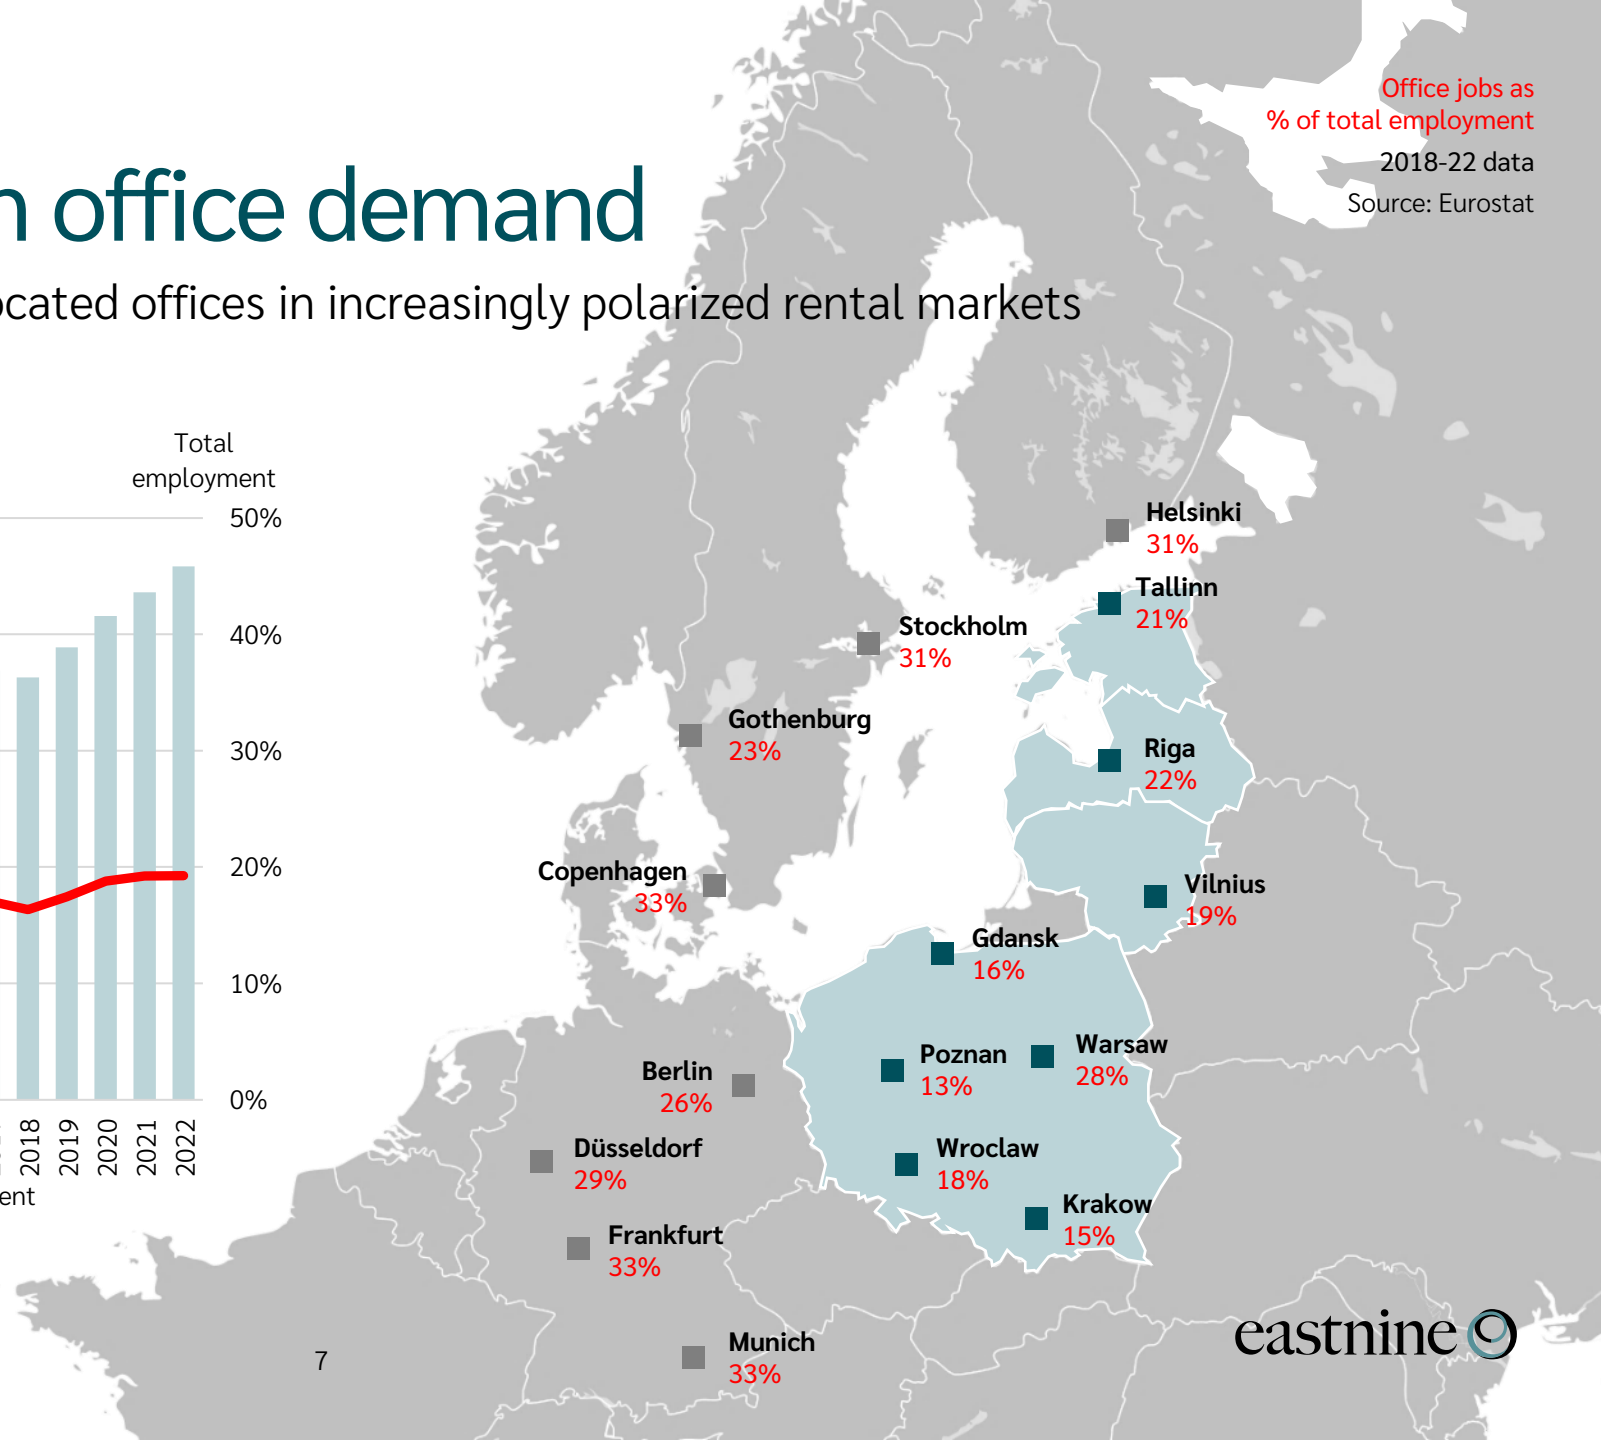 office demand
offices in increasingly polarized rental markets
Office jobs as
% of total employment
2018-22 data
Source: Eurostat
Total
employment
50%
40%
30%
20%
10%
0%
2018
2019
2020
2021
2022
Helsinki
31%
Tallinn
21%
Stockholm
31%
Gothenburg
23%
Riga
22%
Copenhagen
33%
Vilnius
19%
Gdansk
16%
Warsaw
28%
Poznan
13%
Berlin
26%
Düsseldorf
29%
Wroclaw
18%
Krakow
15%
Frankfurt
33%
Munich
33%
7
eastnine